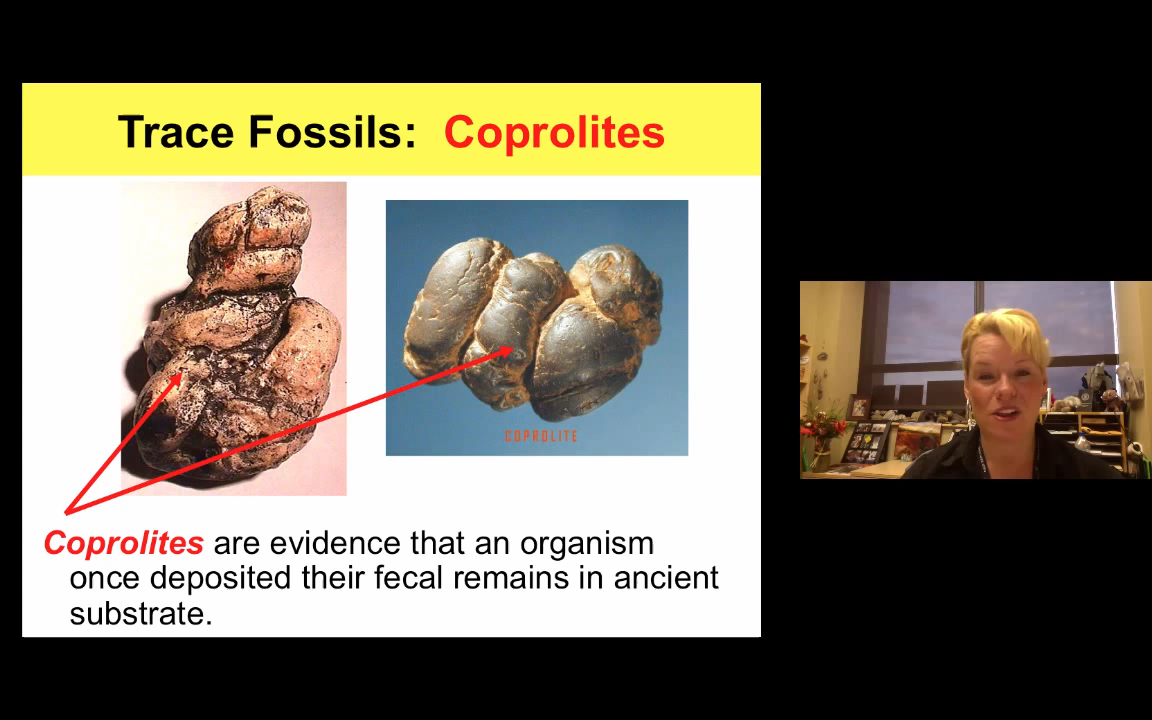 Trace Fossils: Coprolites
COPROLITE
Coprolites are evidence that an organism
once deposited their fecal remains in ancient
substrate.